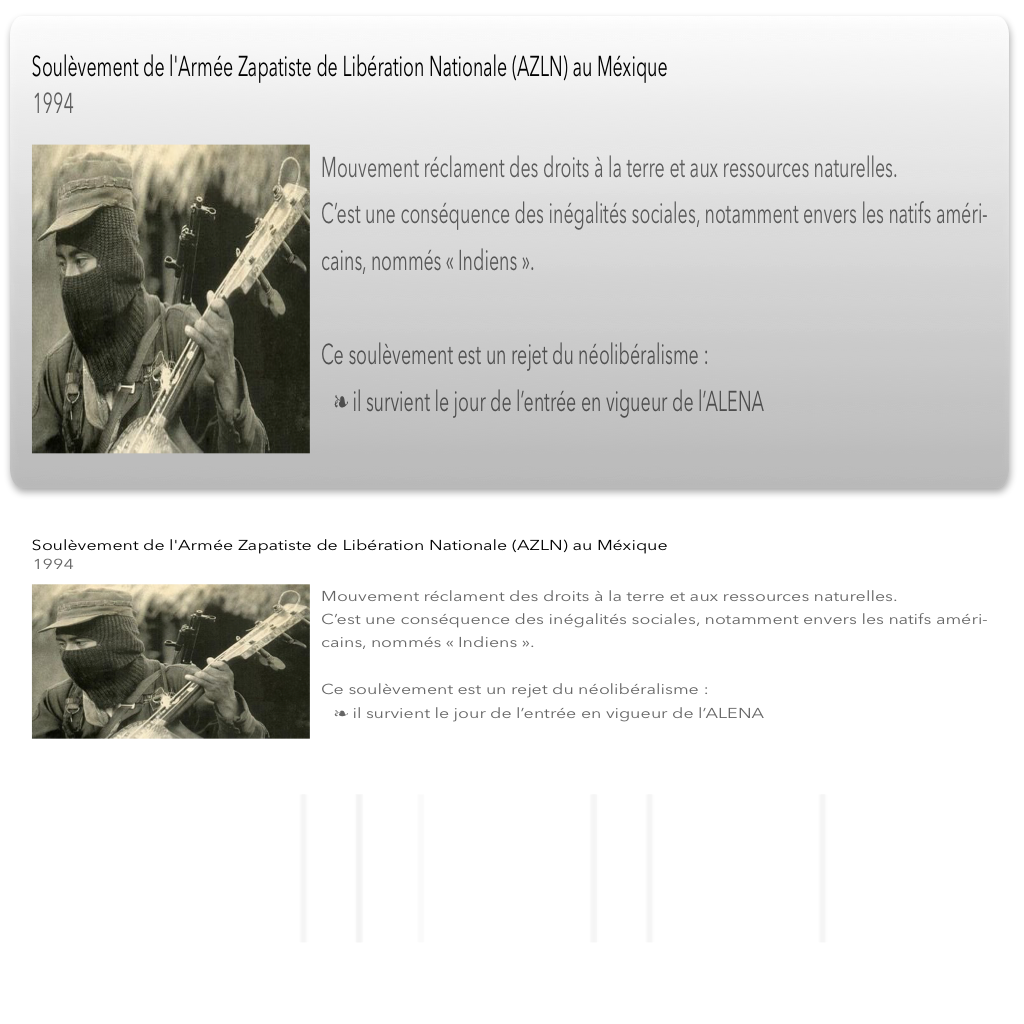 Soulèvement de l'Armée Zapatiste de Libération Nationale (AZLN) au Méxique
1994
Mouvement réclament des droits à la terre et aux ressources naturelles.
C’est une conséquence des inégalités sociales, notamment envers les natifs améri-
cains, nommés « Indiens ».
Ce soulèvement est un rejet du néolibéralisme :
❧ il survient le jour de l’entrée en vigueur de l’ALENA
Soulèvement de l'Armée Zapatiste de Libération Nationale (AZLN) au Méxique
1994
Mouvement réclament des droits à la terre et aux ressources naturelles.
C’est une conséquence des inégalités sociales, notamment envers les natifs améri-
cains, nommés « Indiens ».
Ce soulèvement est un rejet du néolibéralisme :
❧ il survient le jour de l’entrée en vigueur de l’ALENA